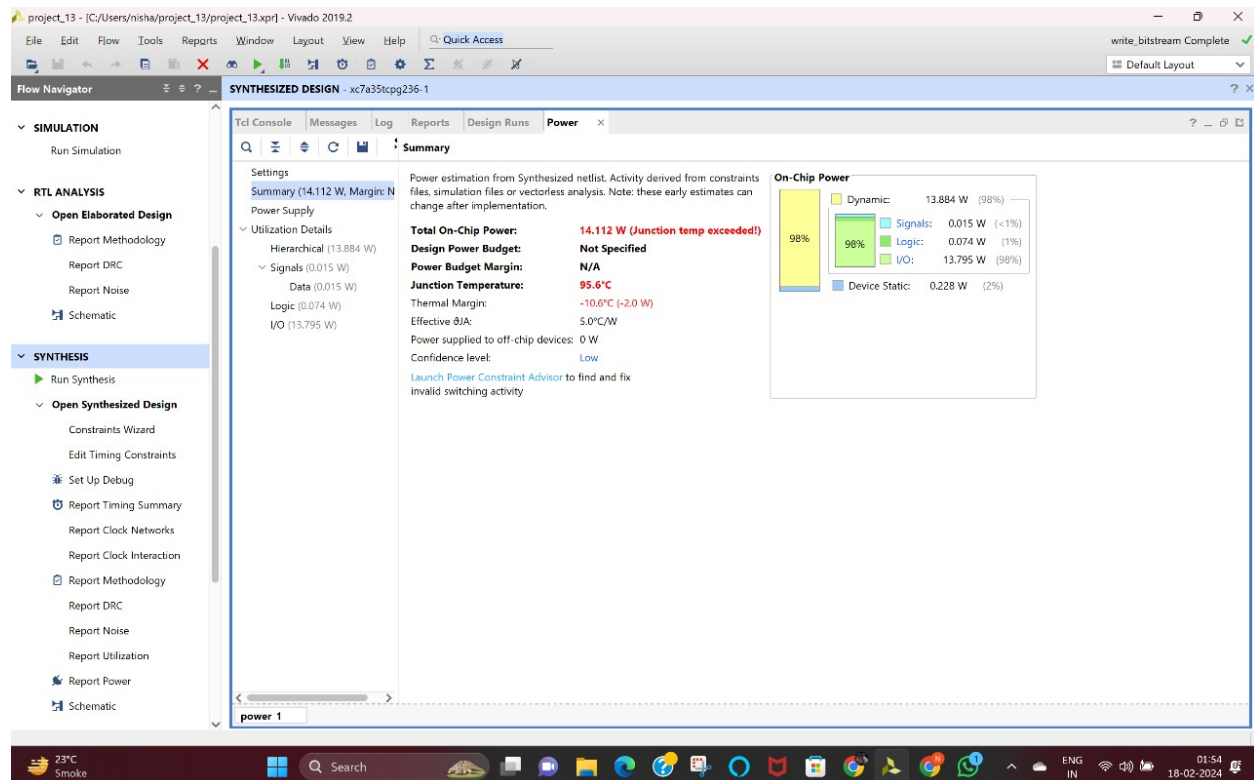 project_13 - [C:/Users/nisha/project_13/project_13.xpr] - Vivado 2019.2
File Edit Flow Tools Reports Window Layout View Help Quick Access
write_bitstream Complete
Default Layout
Flow Navigator
SIMULATION
Run Simulation
RTL ANALYSIS
Open Elaborated Design
Report Methodology
Report DRC
Report Noise
Schematic
SYNTHESIS
Run Synthesis
Open Synthesized Design
Constraints Wizard
Edit Timing Constraints
Set Up Debug
Report Timing Summary
Report Clock Networks
Report Clock Interaction
Report Methodology
Report DRC
Report Noise
Report Utilization
Report Power
Schematic
SYNTHESIZED DESIGN - xc7a35tcpg236-1
Tcl Console Messages Log Reports Design Runs Power
Settings
Summary (14.112 W, Margin: N
Power Supply
Utilization Details
Hierarchical (13.884 W)
Signals (0.015 W)
Data (0.015 W)
Logic (0.074 W)
I/O (13.795 W)
Summary
Power estimation from Synthesized netlist. Activity derived from constraints
files, simulation files or vectorless analysis. Note: these early estimates can
change after implementation.
Total On-Chip Power: 14.112 W (Junction temp exceeded!)
Design Power Budget: Not Specified
Power Budget Margin: N/A
Junction Temperature: 95.6°C
Thermal Margin: -10.6°C (-2.0 W)
Effective ϑJA: 5.0°C/W
Power supplied to off-chip devices: 0 W
Confidence level: Low
Launch Power Constraint Advisor to find and fix
invalid switching activity
On-Chip Power
98%
Dynamic: 13.884 W (98%)
98%
Signals: 0.015 W (<1%)
Logic: 0.074 W (1%)
I/O: 13.795 W (98%)
Device Static: 0.228 W (2%)
power 1
23°C
Smoke
Search
ENG
IN
01:54
18-02-2024